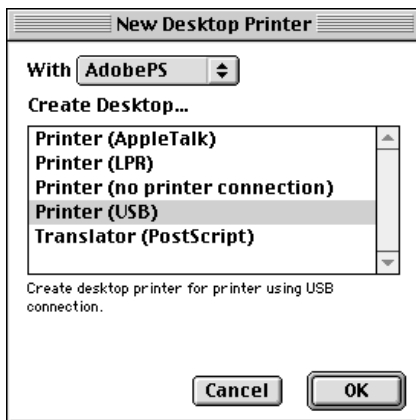 New Desktop Printer
With AdobePS
Create Desktop...
Printer (AppleTalk)
Printer (LPR)
Printer (no printer connection)
Printer (USB)
Translator (PostScript)
Create desktop printer for printer using USB
connection.
Cancel OK